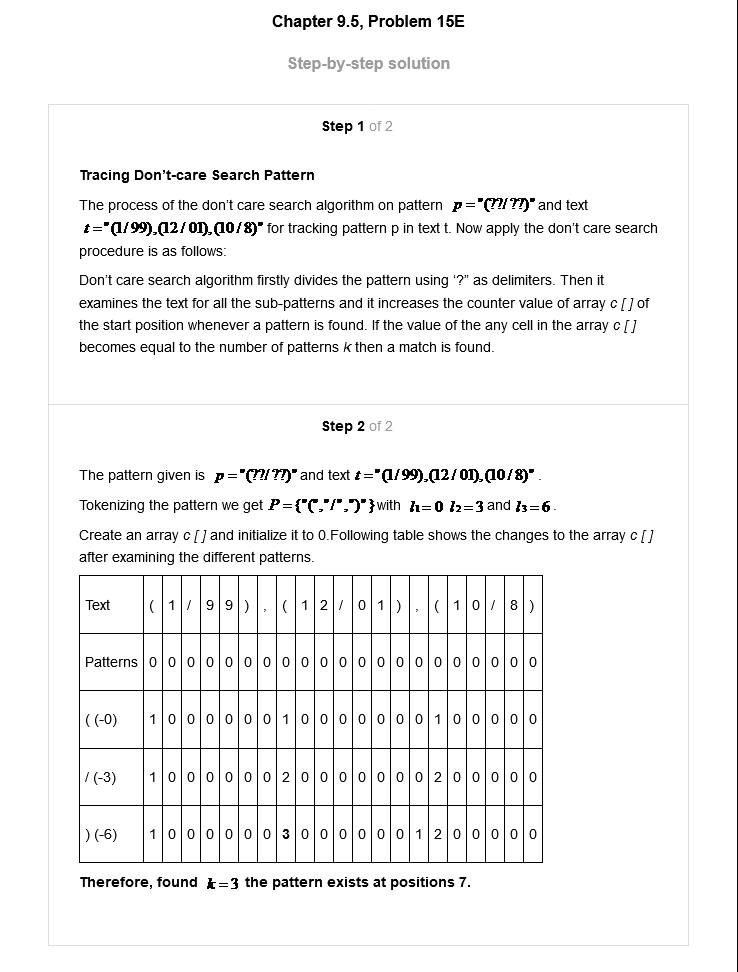 Chapter 9.5, Problem 15E
Step-by-step solution
Step 1 of 2
Tracing Don't-care Search Pattern
The process of the don't care search algorithm on pattern p="(??/??)" and text
t="(1/99),(12/01),(10/8)" for tracking pattern p in text t. Now apply the don't care search
procedure is as follows:
Don't care search algorithm firstly divides the pattern using '?" as delimiters. Then it
examines the text for all the sub-patterns and it increases the counter value of array c [ ] of
the start position whenever a pattern is found. If the value of the any cell in the array c [ ]
becomes equal to the number of patterns k then a match is found.
Step 2 of 2
The pattern given is p="(??/??)" and text t="(1/99),(12/01),(10/8)" .
Tokenizing the pattern we get P={"(","/",")"} with l1=0 l2=3 and l3=6.
Create an array c [ ] and initialize it to 0.Following table shows the changes to the array c [ ]
after examining the different patterns.
Text ( 1 / 9 9 ) , ( 1 2 / 0 1 ) , ( 1 0 / 8 )
Patterns 0 0 0 0 0 0 0 0 0 0 0 0 0 0 0 0 0 0 0 0 0
( (-0) 1 0 0 0 0 0 0 1 0 0 0 0 0 0 0 1 0 0 0 0 0
/ (-3) 1 0 0 0 0 0 0 2 0 0 0 0 0 0 0 2 0 0 0 0 0
) (-6) 1 0 0 0 0 0 0 3 0 0 0 0 0 0 1 2 0 0 0 0 0
Therefore, found k=3 the pattern exists at positions 7.